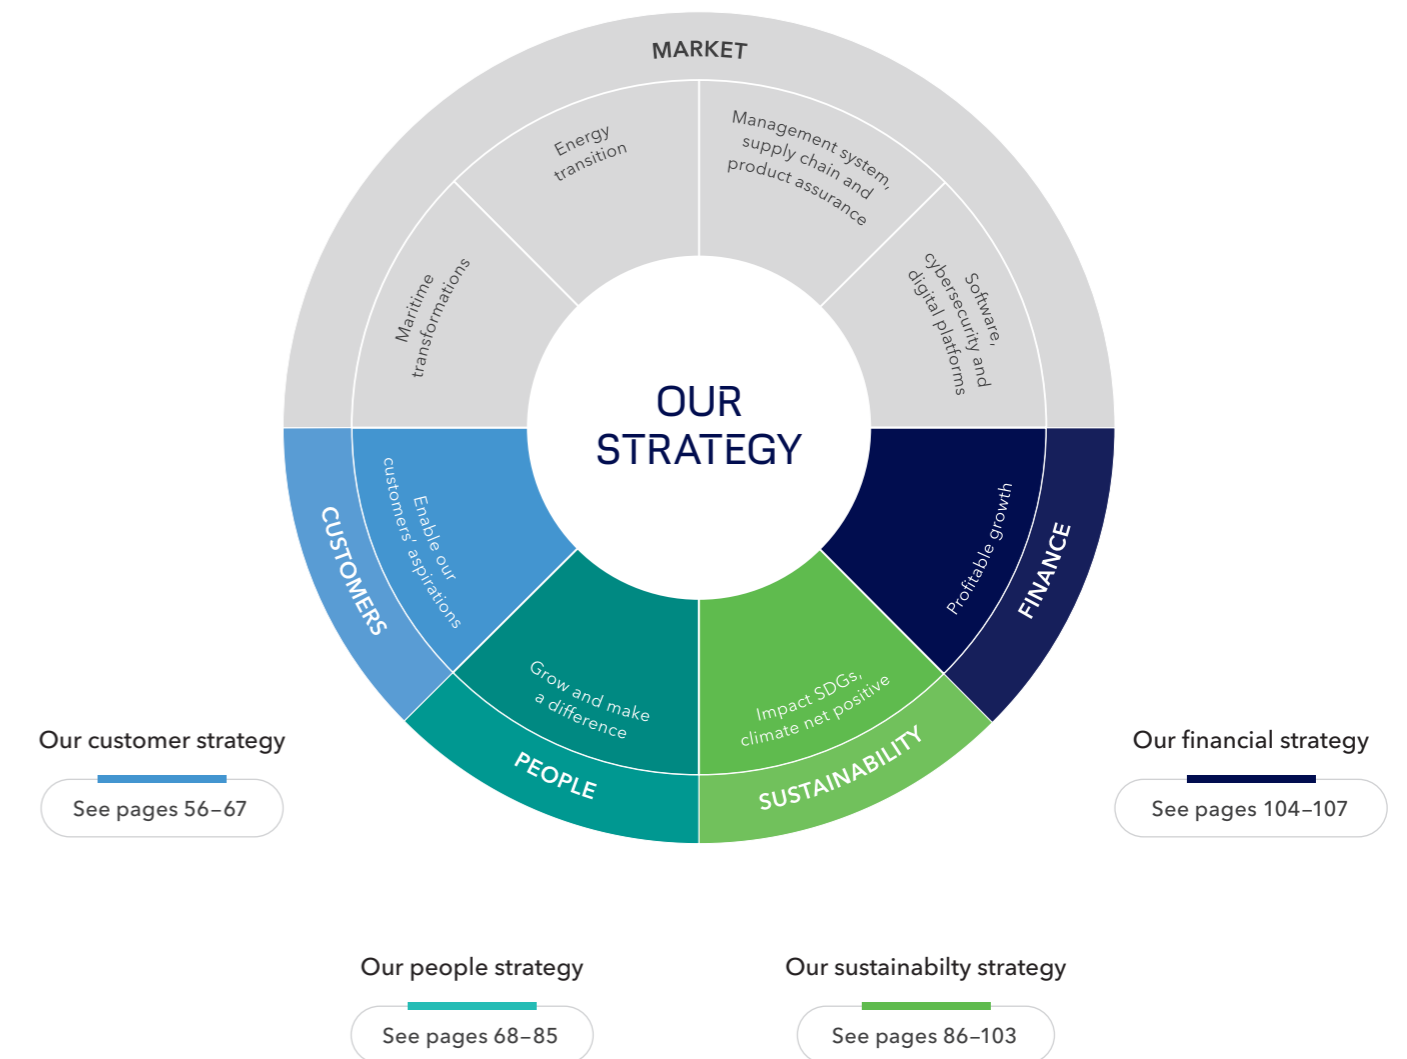 MARKET
Energy
transition
Management system,
supply chain and
product assurance
Maritime
transformations
Software,
cybersecurity and
digital platforms
OUR
STRATEGY
CUSTOMERS
Enable our
customers’ aspirations
Profitable growth
FINANCE
Grow and make
a difference
PEOPLE
Impact SDGs,
climate net positive
SUSTAINABILITY
Our customer strategy
See pages 56–67
Our financial strategy
See pages 104–107
Our people strategy
See pages 68–85
Our sustainabilty strategy
See pages 86–103